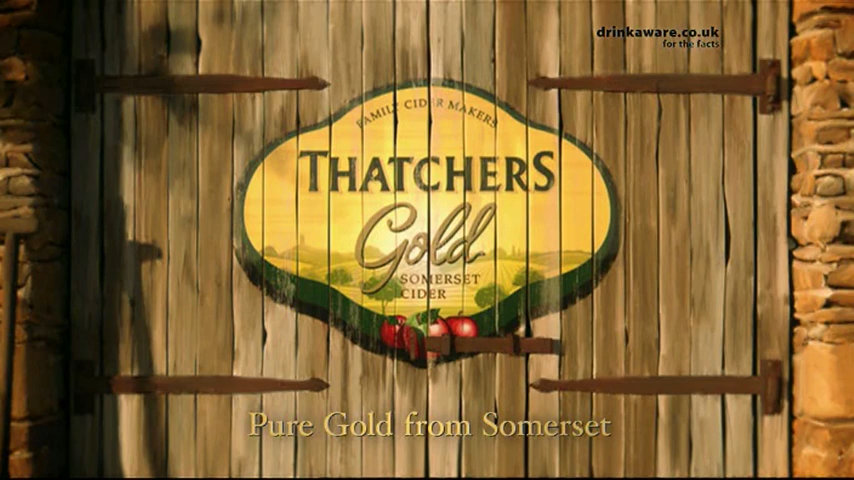 drinkaware.co.uk
for the facts
FAMILY CIDER MAKERS
THATCHERS
Gold
SOMERSET
CIDER
Pure Gold from Somerset